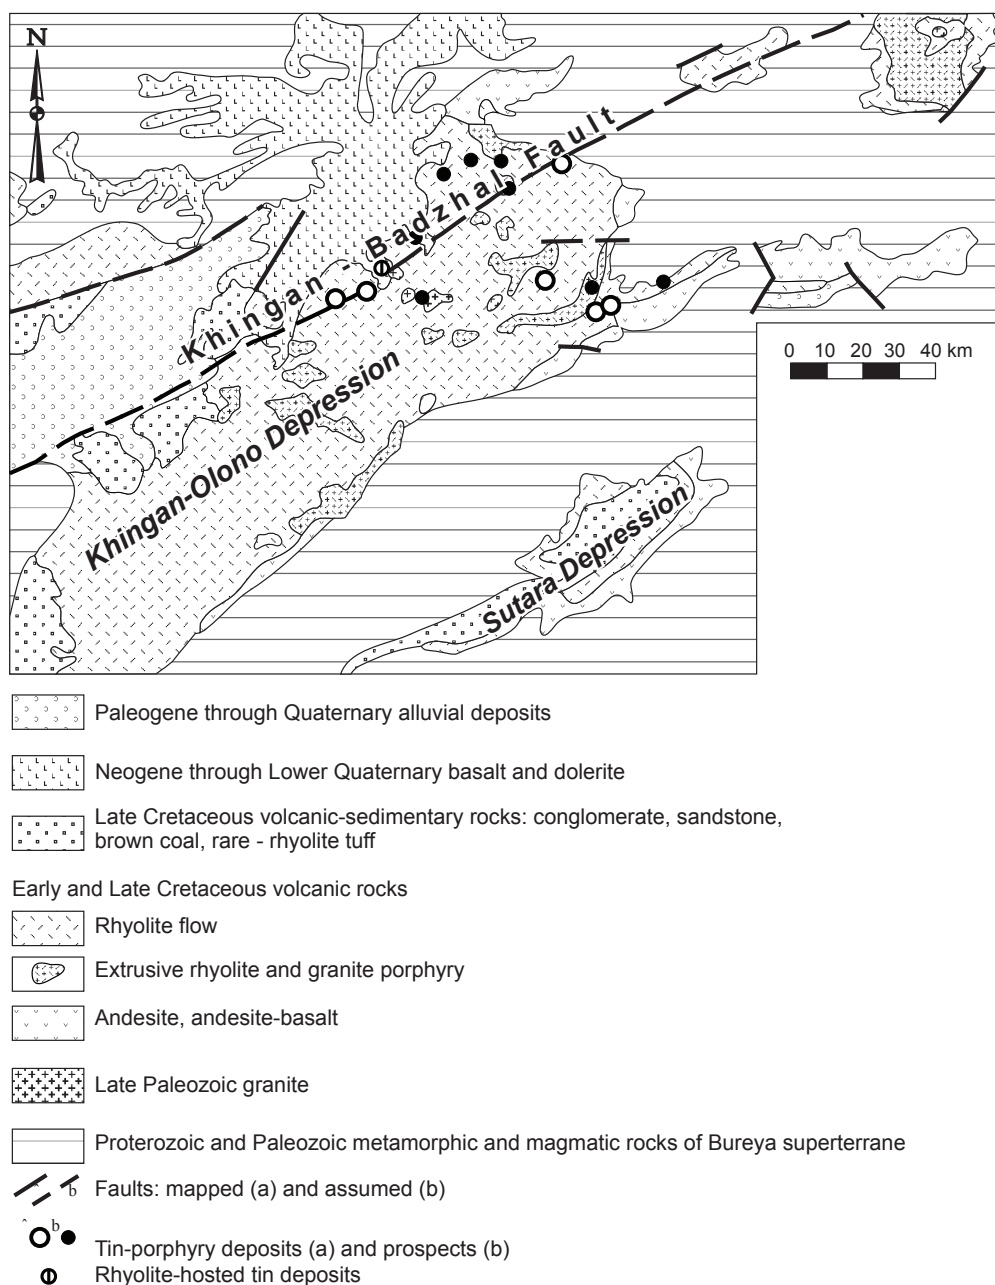 N
Khingan - Badzhal Fault
Khingan-Olono Depression
Sutara Depression
0 10 20 30 40 km
Paleogene through Quaternary alluvial deposits
Neogene through Lower Quaternary basalt and dolerite
Late Cretaceous volcanic-sedimentary rocks: conglomerate, sandstone,
brown coal, rare - rhyolite tuff
Early and Late Cretaceous volcanic rocks
Rhyolite flow
Extrusive rhyolite and granite porphyry
Andesite, andesite-basalt
Late Paleozoic granite
Proterozoic and Paleozoic metamorphic and magmatic rocks of Bureya superterrane
b
Faults: mapped (a) and assumed (b)
b
Tin-porphyry deposits (a) and prospects (b)
Rhyolite-hosted tin deposits